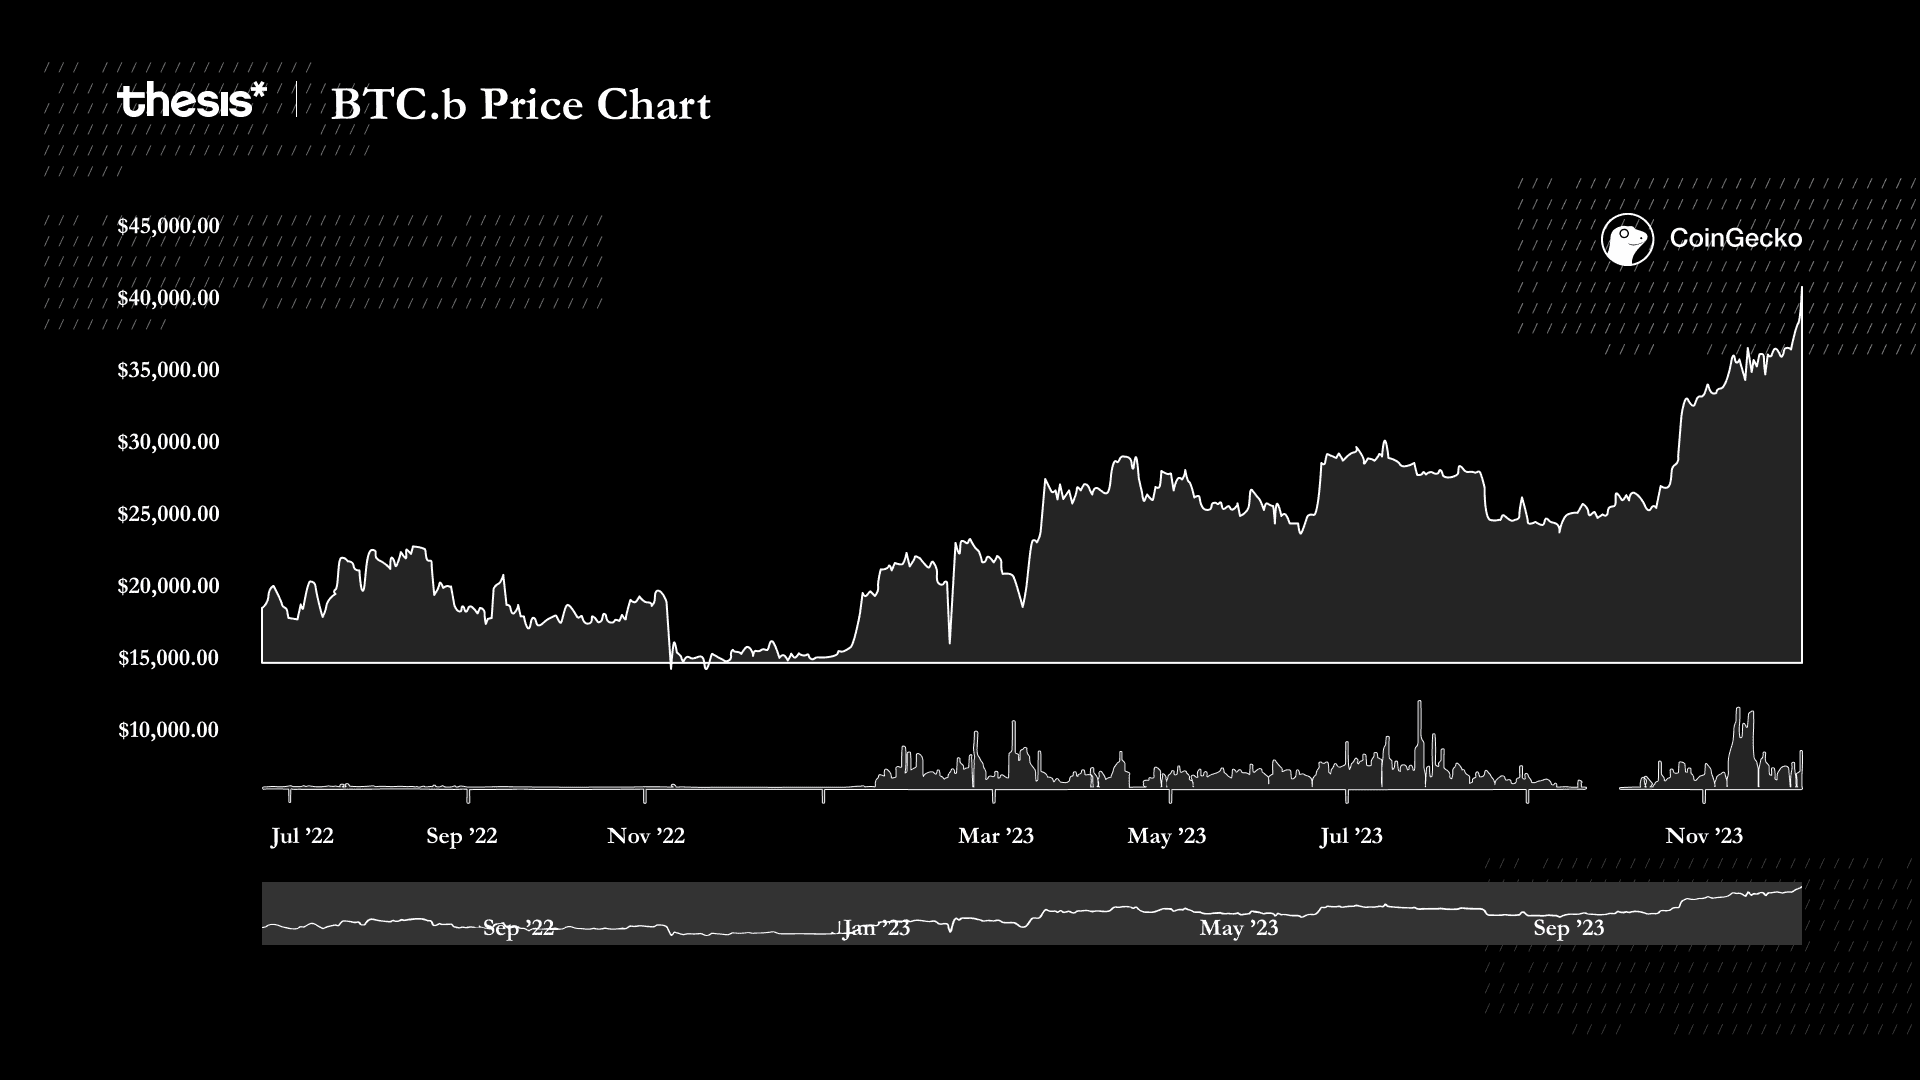 thesis* | BTC.b Price Chart
CoinGecko
$45,000.00
$40,000.00
$35,000.00
$30,000.00
$25,000.00
$20,000.00
$15,000.00
$10,000.00
Jul ’22 Sep ’22 Nov ’22 Mar ’23 May ’23 Jul ’23 Nov ’23
Sep ’22 Jan ’23 May ’23 Sep ’23